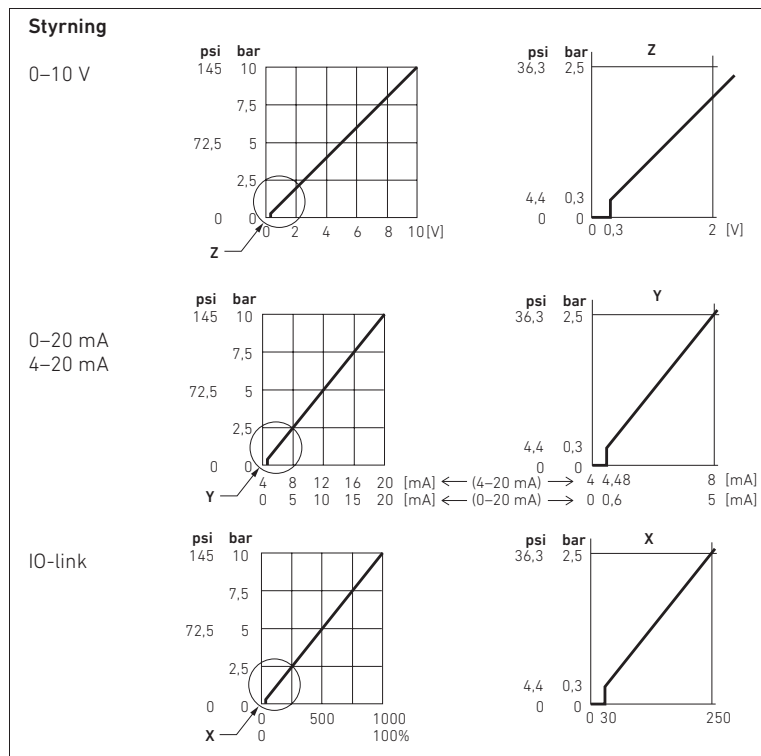 Styrning
0–10 V
psi bar
145 10
7,5
72,5 5
2,5
0 0
0 2 4 6 8 10 [V]
Z
Z
psi bar
36,3 2,5
4,4 0,3
0 0
0 0,3 2 [V]
0–20 mA
4–20 mA
psi bar
145 10
7,5
72,5 5
2,5
0 0
Y
Y
psi bar
36,3 2,5
4,4 0,3
0 0
4 8 12 16 20 [mA] ← (4–20 mA) → 4 4,48 8 [mA]
0 5 10 15 20 [mA] ← (0–20 mA) → 0 0,6 5 [mA]
IO-link
psi bar
145 10
7,5
72,5 5
2,5
0 0
0 500 1000
0 100%
X
X
psi bar
36,3 2,5
4,4 0,3
0 0
0 30 250